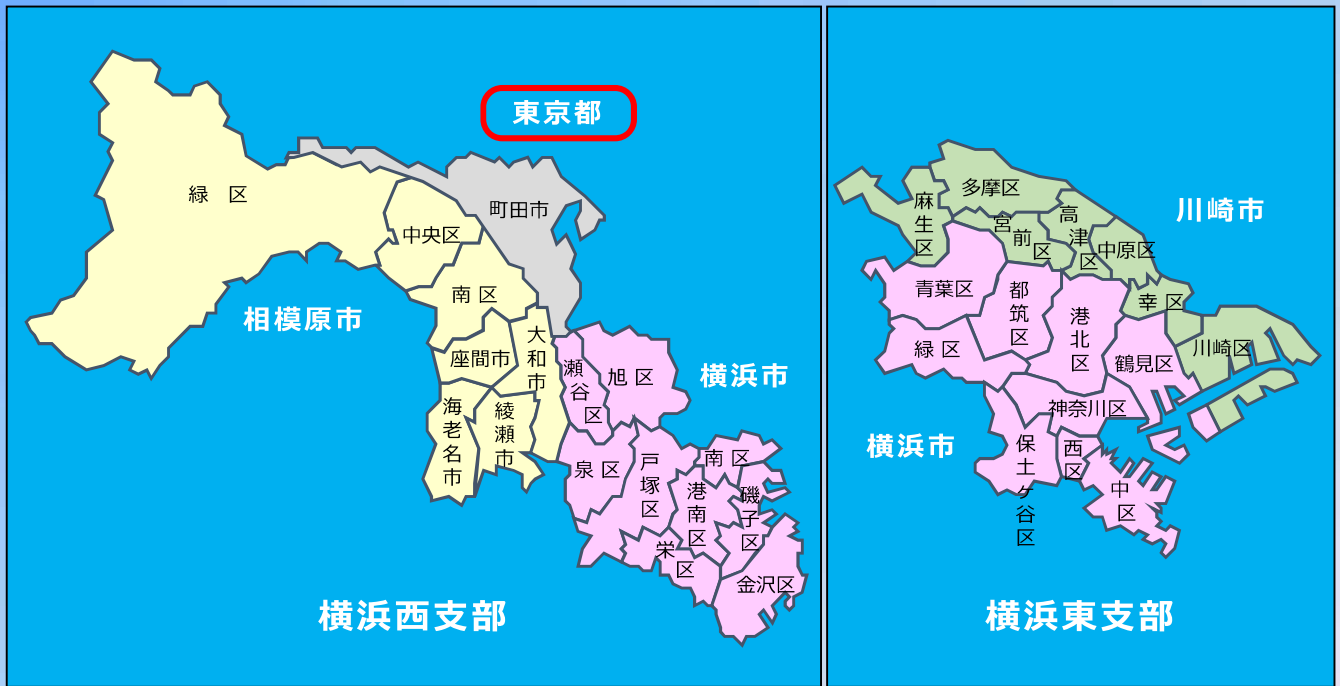 東京都
緑 区
町田市
中央区
南 区
相模原市
大和市
座間市
瀬谷区
旭 区
横浜市
海老名市
綾瀬市
泉 区
戸塚区
南 区
港南区
磯子区
栄区
金沢区
横浜西支部
多摩区
麻生区
川崎市
高津区
宮前区
中原区
青葉区
都筑区
幸 区
港北区
緑 区
川崎区
鶴見区
神奈川区
横浜市
保土ヶ谷区
西区
中区
横浜東支部